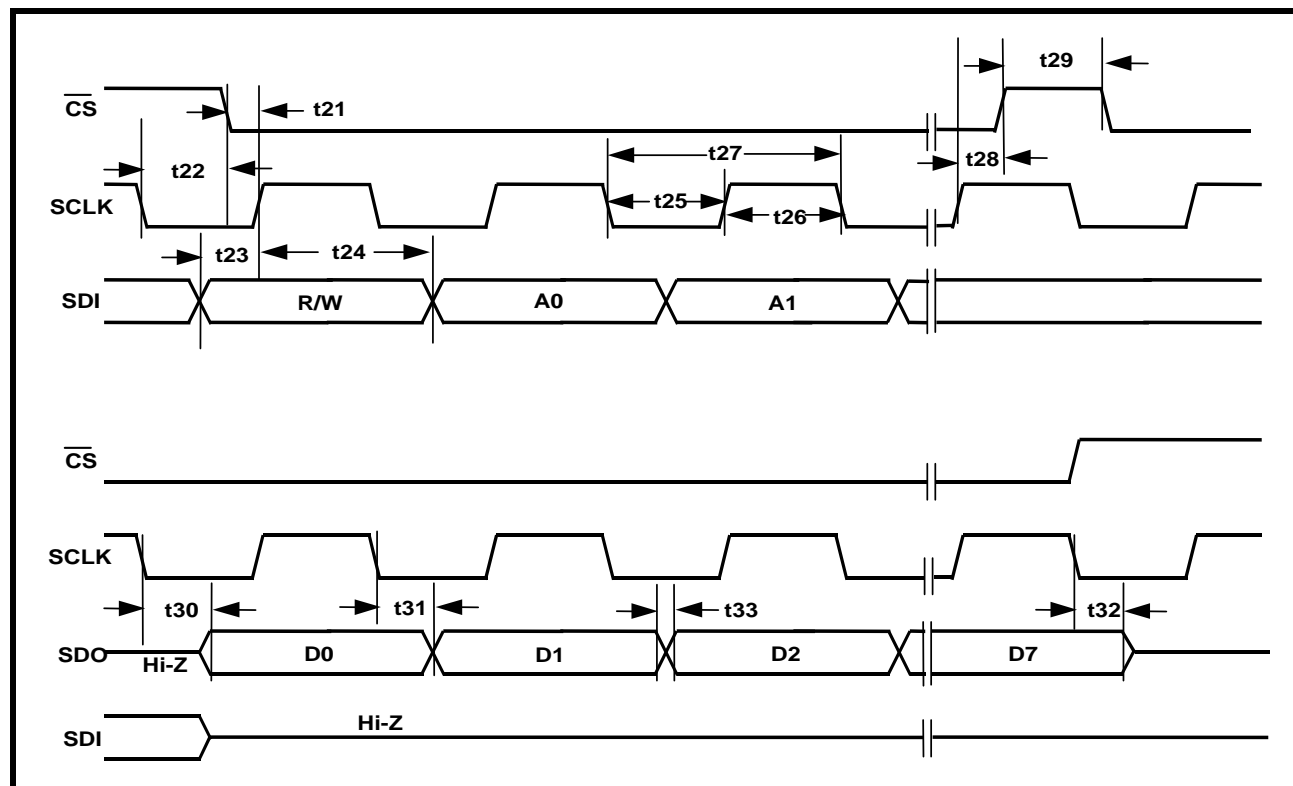 t29
CS
t21
t22
t27
t28
SCLK
t25
t26
t23
t24
SDI
R/W
A0
A1
CS
SCLK
t30
t31
t33
t32
SDO
Hi-Z
D0
D1
D2
D7
SDI
Hi-Z